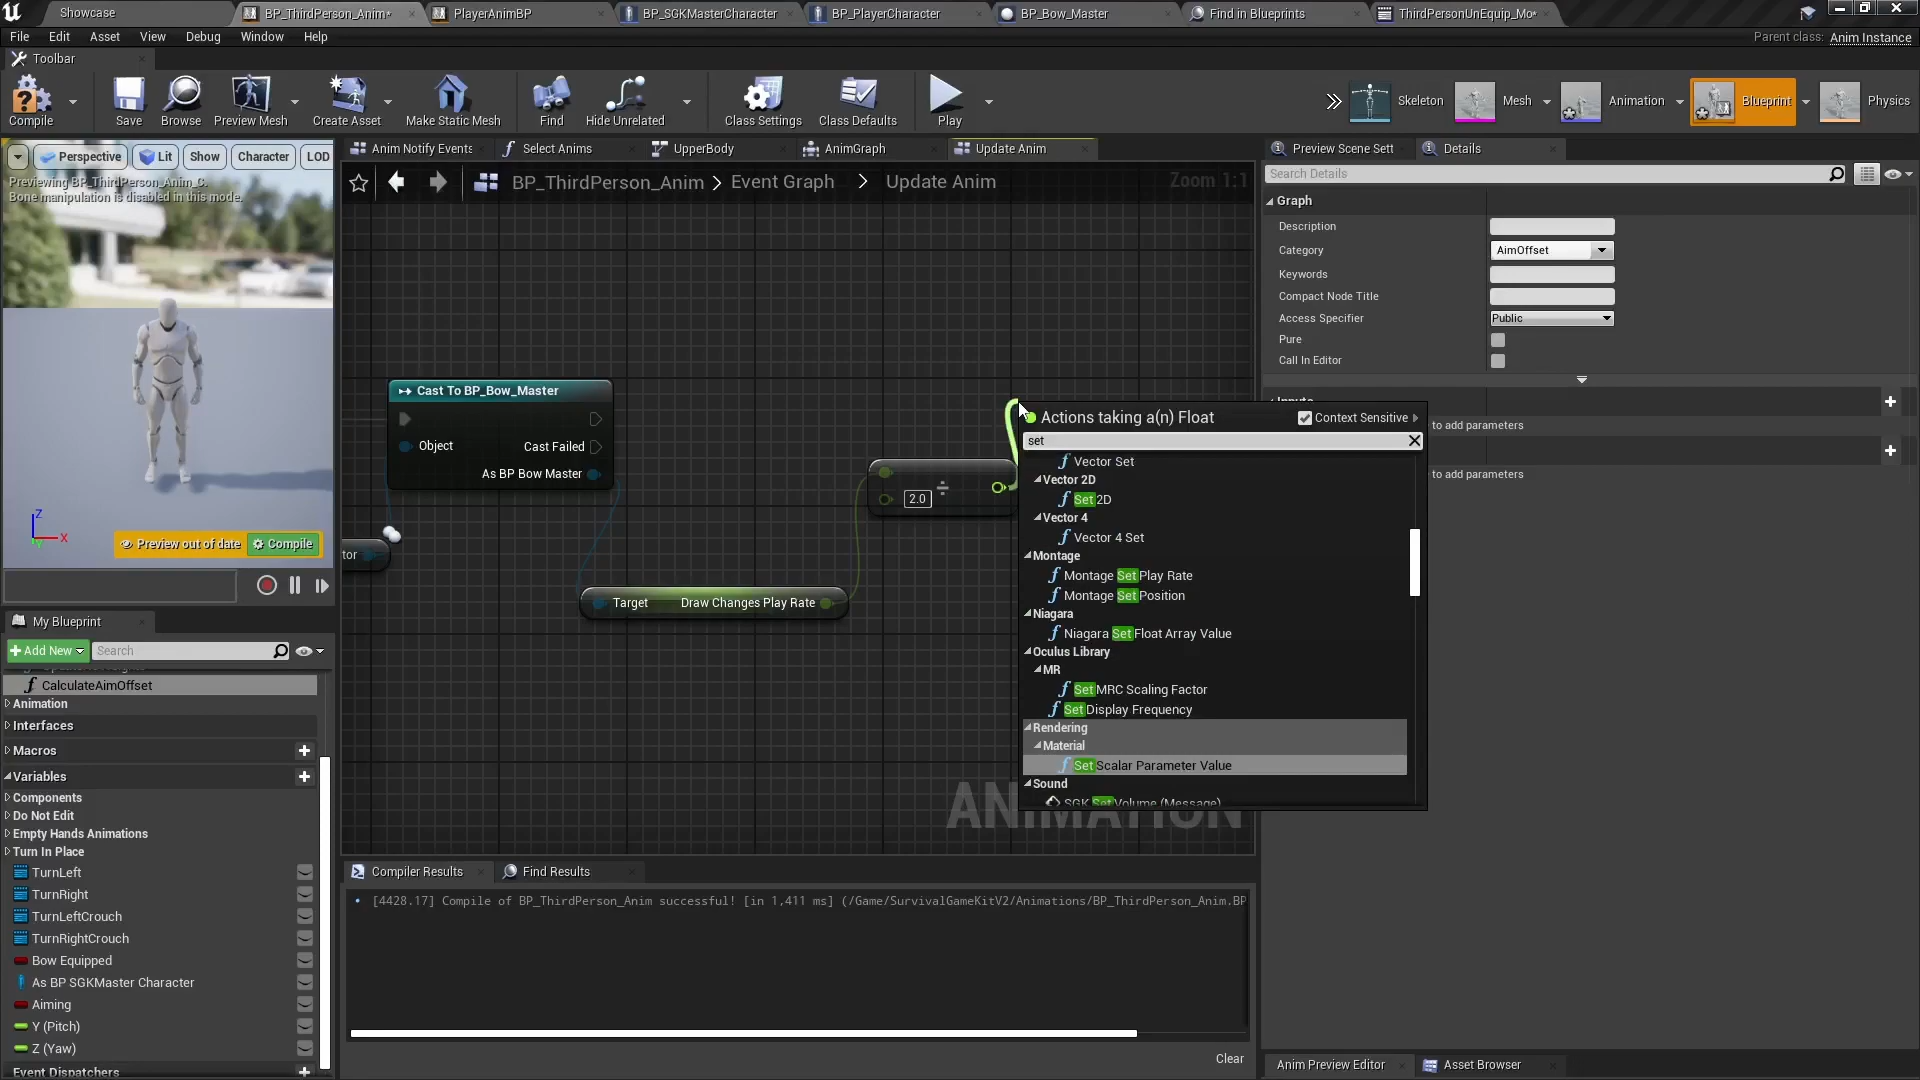 Showcase
BP_ThirdPerson_Anim*
PlayerAnimBP
BP_SGKMasterCharacter
BP_PlayerCharacter
BP_Bow_Master
Find in Blueprints
ThirdPersonUnEquip_Mo*
File Edit Asset View Debug Window Help
Parent class: Anim Instance
Toolbar
Compile
Save
Browse
Preview Mesh
Create Asset
Make Static Mesh
Find
Hide Unrelated
Class Settings
Class Defaults
Play
Skeleton
Mesh
Animation
Blueprint
Physics
Perspective
Lit
Show
Character
LOD
Previewing BP_ThirdPerson_Anim_C.
Bone manipulation is disabled in this mode.
Z
X
Preview out of date
Compile
Anim Notify Events
Select Anims
UpperBody
AnimGraph
Update Anim
BP_ThirdPerson_Anim > Event Graph > Update Anim
Zoom 1:1
Cast To BP_Bow_Master
Object
Cast Failed
As BP Bow Master
tor
Target
Draw Changes Play Rate
2.0
÷
ANIMATION
Actions taking a(n) Float
Context Sensitive
set
Vector Set
Vector 2D
Set 2D
Vector 4
Vector 4 Set
Montage
Montage Set Play Rate
Montage Set Position
Niagara
Niagara Set Float Array Value
Oculus Library
MR
Set MRC Scaling Factor
Set Display Frequency
Rendering
Material
Set Scalar Parameter Value
Sound
SGK Set Volume (Message)
Preview Scene Sett
Details
Search Details
Graph
Description
Category
AimOffset
Keywords
Compact Node Title
Access Specifier
Public
Pure
Call In Editor
to add parameters
to add parameters
My Blueprint
Add New
Search
CalculateAimOffset
Animation
Interfaces
Macros
Variables
Components
Do Not Edit
Empty Hands Animations
Turn In Place
TurnLeft
TurnRight
TurnLeftCrouch
TurnRightCrouch
Bow Equipped
As BP SGKMaster Character
Aiming
Y (Pitch)
Z (Yaw)
Event Dispatchers
Compiler Results
Find Results
[4428.17] Compile of BP_ThirdPerson_Anim successful! [in 1,411 ms] (/Game/SurvivalGameKitV2/Animations/BP_ThirdPerson_Anim.BP
Clear
Anim Preview Editor
Asset Browser